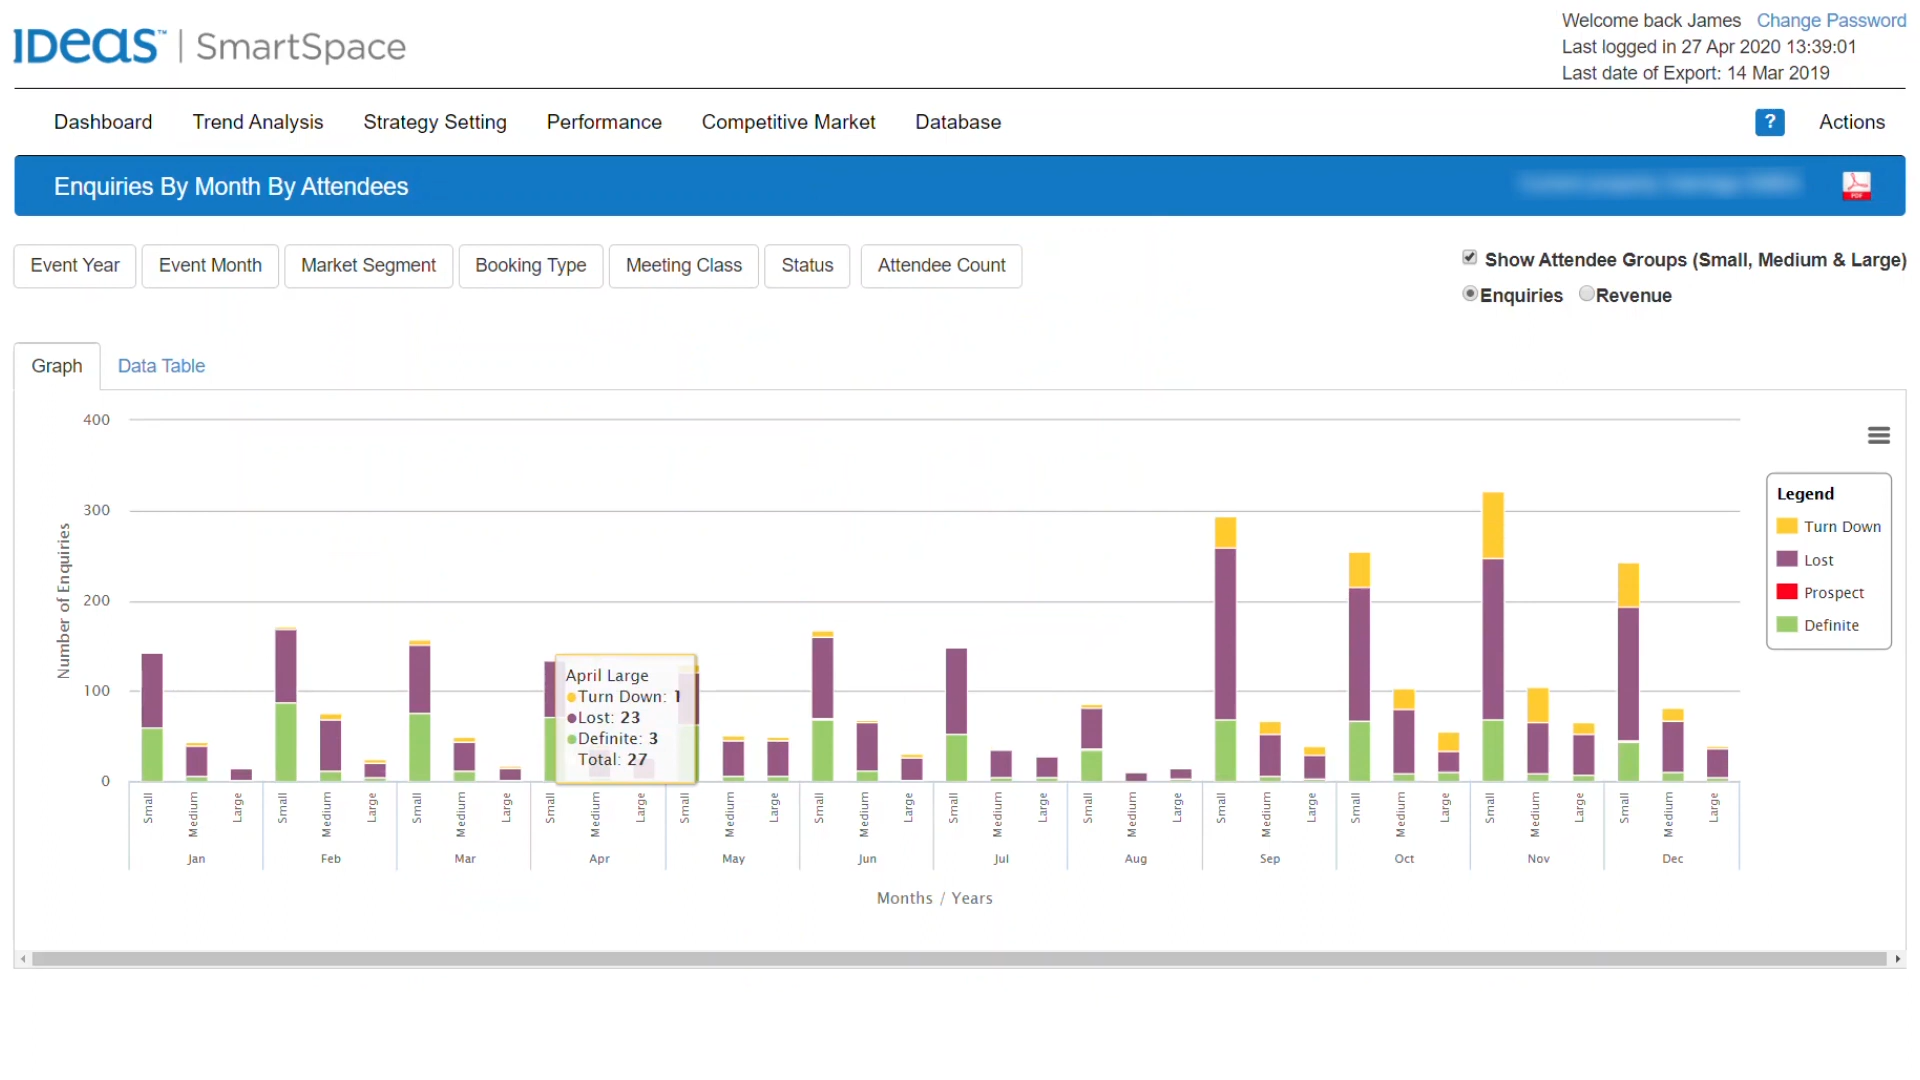 IDeaS™ | SmartSpace
Welcome back James Change Password
Last logged in 27 Apr 2020 13:39:01
Last date of Export: 14 Mar 2019
Dashboard Trend Analysis Strategy Setting Performance Competitive Market Database ? Actions
Enquiries By Month By Attendees
PDF
Event Year Event Month Market Segment Booking Type Meeting Class Status Attendee Count
Show Attendee Groups (Small, Medium & Large)
Enquiries Revenue
Graph Data Table
Number of Enquiries
400
300
200
100
0
April Large
Turn Down: 1
Lost: 23
Definite: 3
Total: 27
Legend
Turn Down
Lost
Prospect
Definite
Small Medium Large Small Medium Large Small Medium Large Small Medium Large Small Medium Large Small Medium Large Small Medium Large Small Medium Large Small Medium Large Small Medium Large Small Medium Large Small Medium Large
Jan Feb Mar Apr May Jun Jul Aug Sep Oct Nov Dec
Months / Years